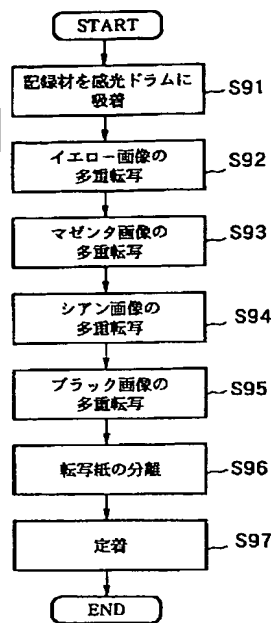 START
記録材を感光ドラムに
吸着
S91
イエロー画像の
多重転写
S92
マゼンタ画像の
多重転写
S93
シアン画像の
多重転写
S94
ブラック画像の
多重転写
S95
転写紙の分離
S96
定着
S97
END